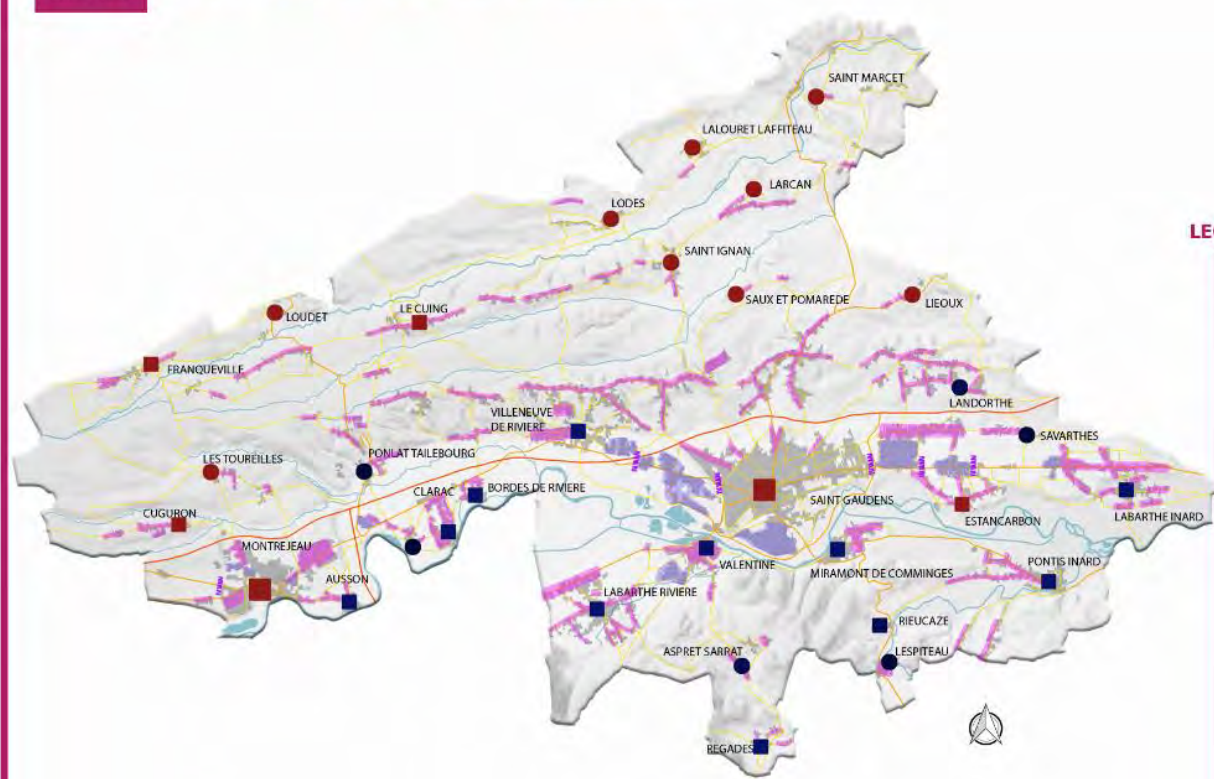 SAINT MARCET
LALOURET LAFFITEAU
LARCAN
LODES
LE
SAINT IGNAN
SAUX ET POMAREDE
LIEOUX
LE CUING
LOUDET
FRANQUEVILLE
LANDORTHE
VILLENEUVE
DE RIVIERE
SAVARTHES
PONLAT TAILEBOURG
LES TOUREILLES
CLARAC
BORDES DE RIVIERE
SAINT GAUDENS
ESTANCARBON
LABARTHE INARD
CUGURON
MONTREJEAU
AUSSON
VALENTINE
MIRAMONT DE COMMINGES
PONTIS INARD
LABARTHE RIVIERE
RIEUCAZE
ASPRET SARRAT
LESPITEAU
REGADES